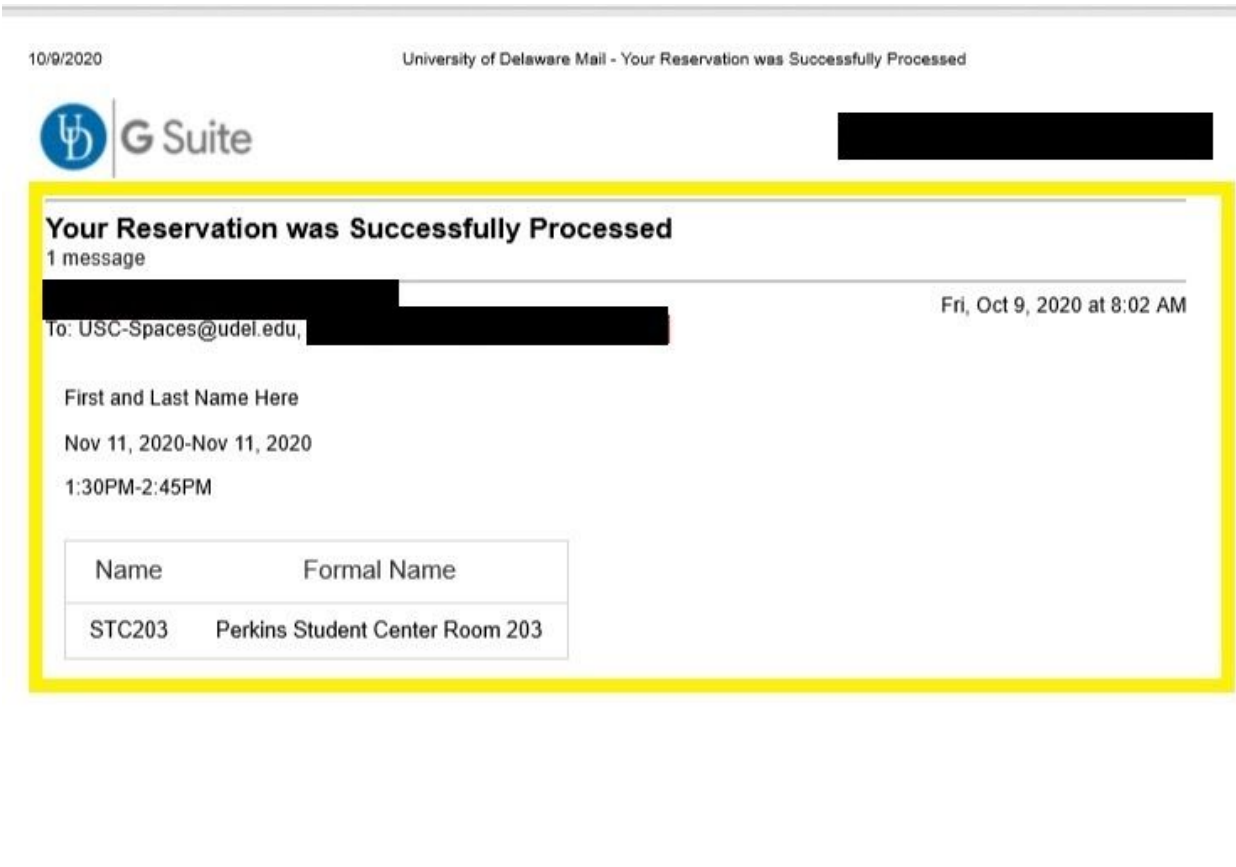 10/9/2020 University of Delaware Mail - Your Reservation was Successfully Processed
UD G Suite
Your Reservation was Successfully Processed
1 message
Fri, Oct 9, 2020 at 8:02 AM
To: USC-Spaces@udel.edu,
First and Last Name Here
Nov 11, 2020-Nov 11, 2020
1:30PM-2:45PM
Name Formal Name
STC203 Perkins Student Center Room 203